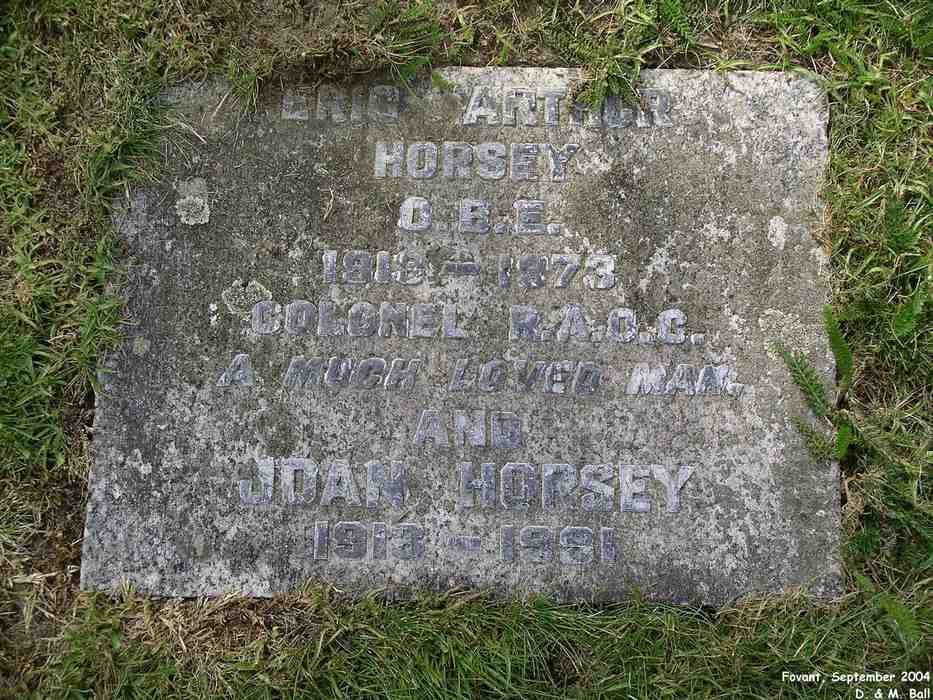 ERIC ARTHUR
HORSEY
O.B.E.
1913 – 1973
COLONEL R.A.O.C.
A MUCH LOVED MAN.
AND
JOAN HORSEY
1913 – 1991
Fovant, September 2004
D. & M. Ball